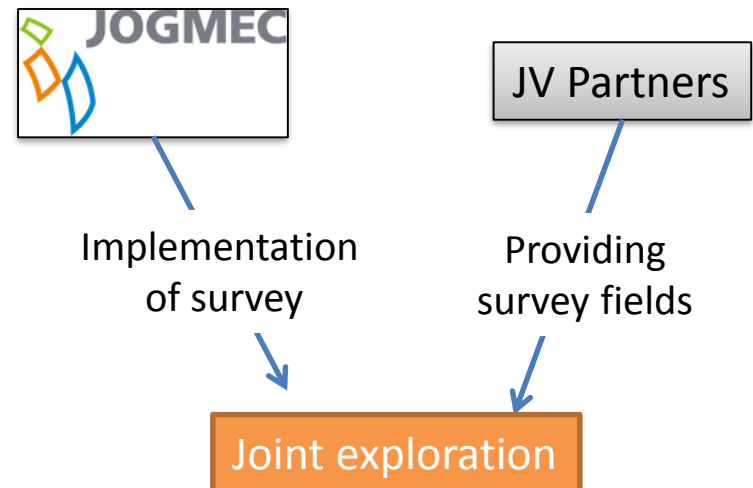 JOGMEC
JV Partners
Implementation
of survey
Providing
survey fields
Joint exploration